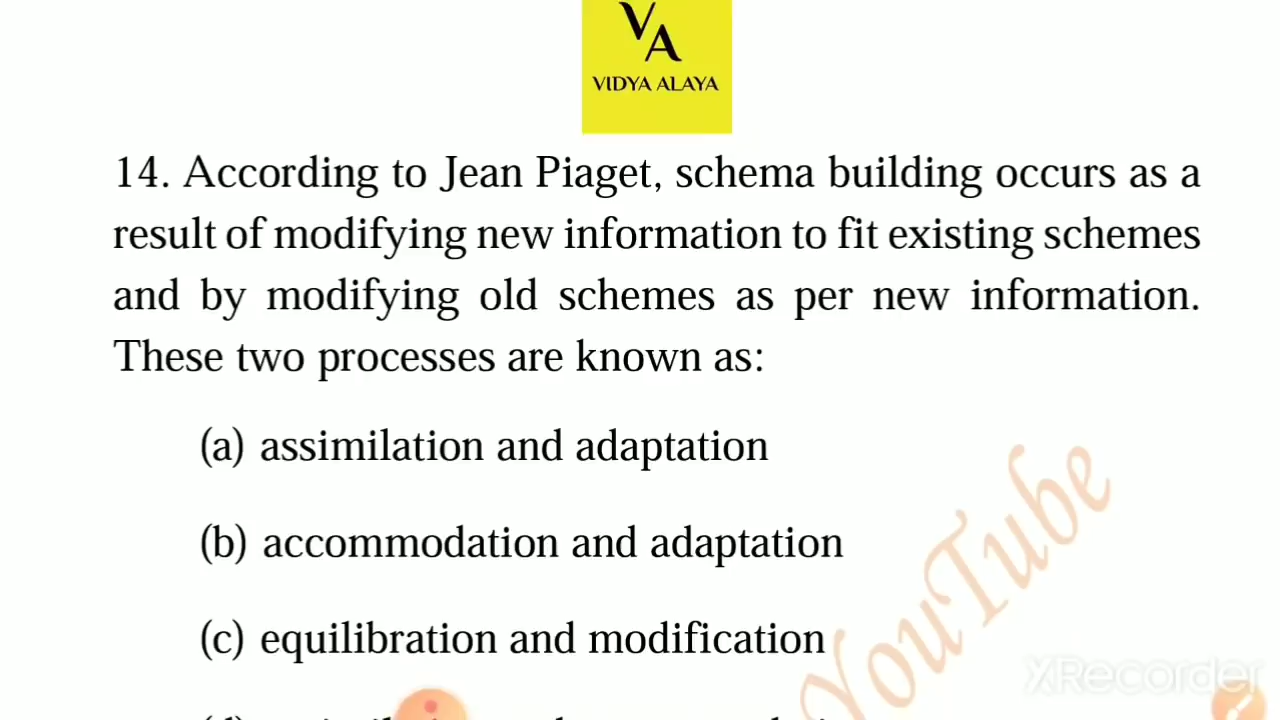 VA
VIDYA ALAYA
14. According to Jean Piaget, schema building occurs as a
result of modifying new information to fit existing schemes
and by modifying old schemes as per new information.
These two processes are known as:
(a) assimilation and adaptation
(b) accommodation and adaptation
(c) equilibration and modification
YouTube
XRecorder